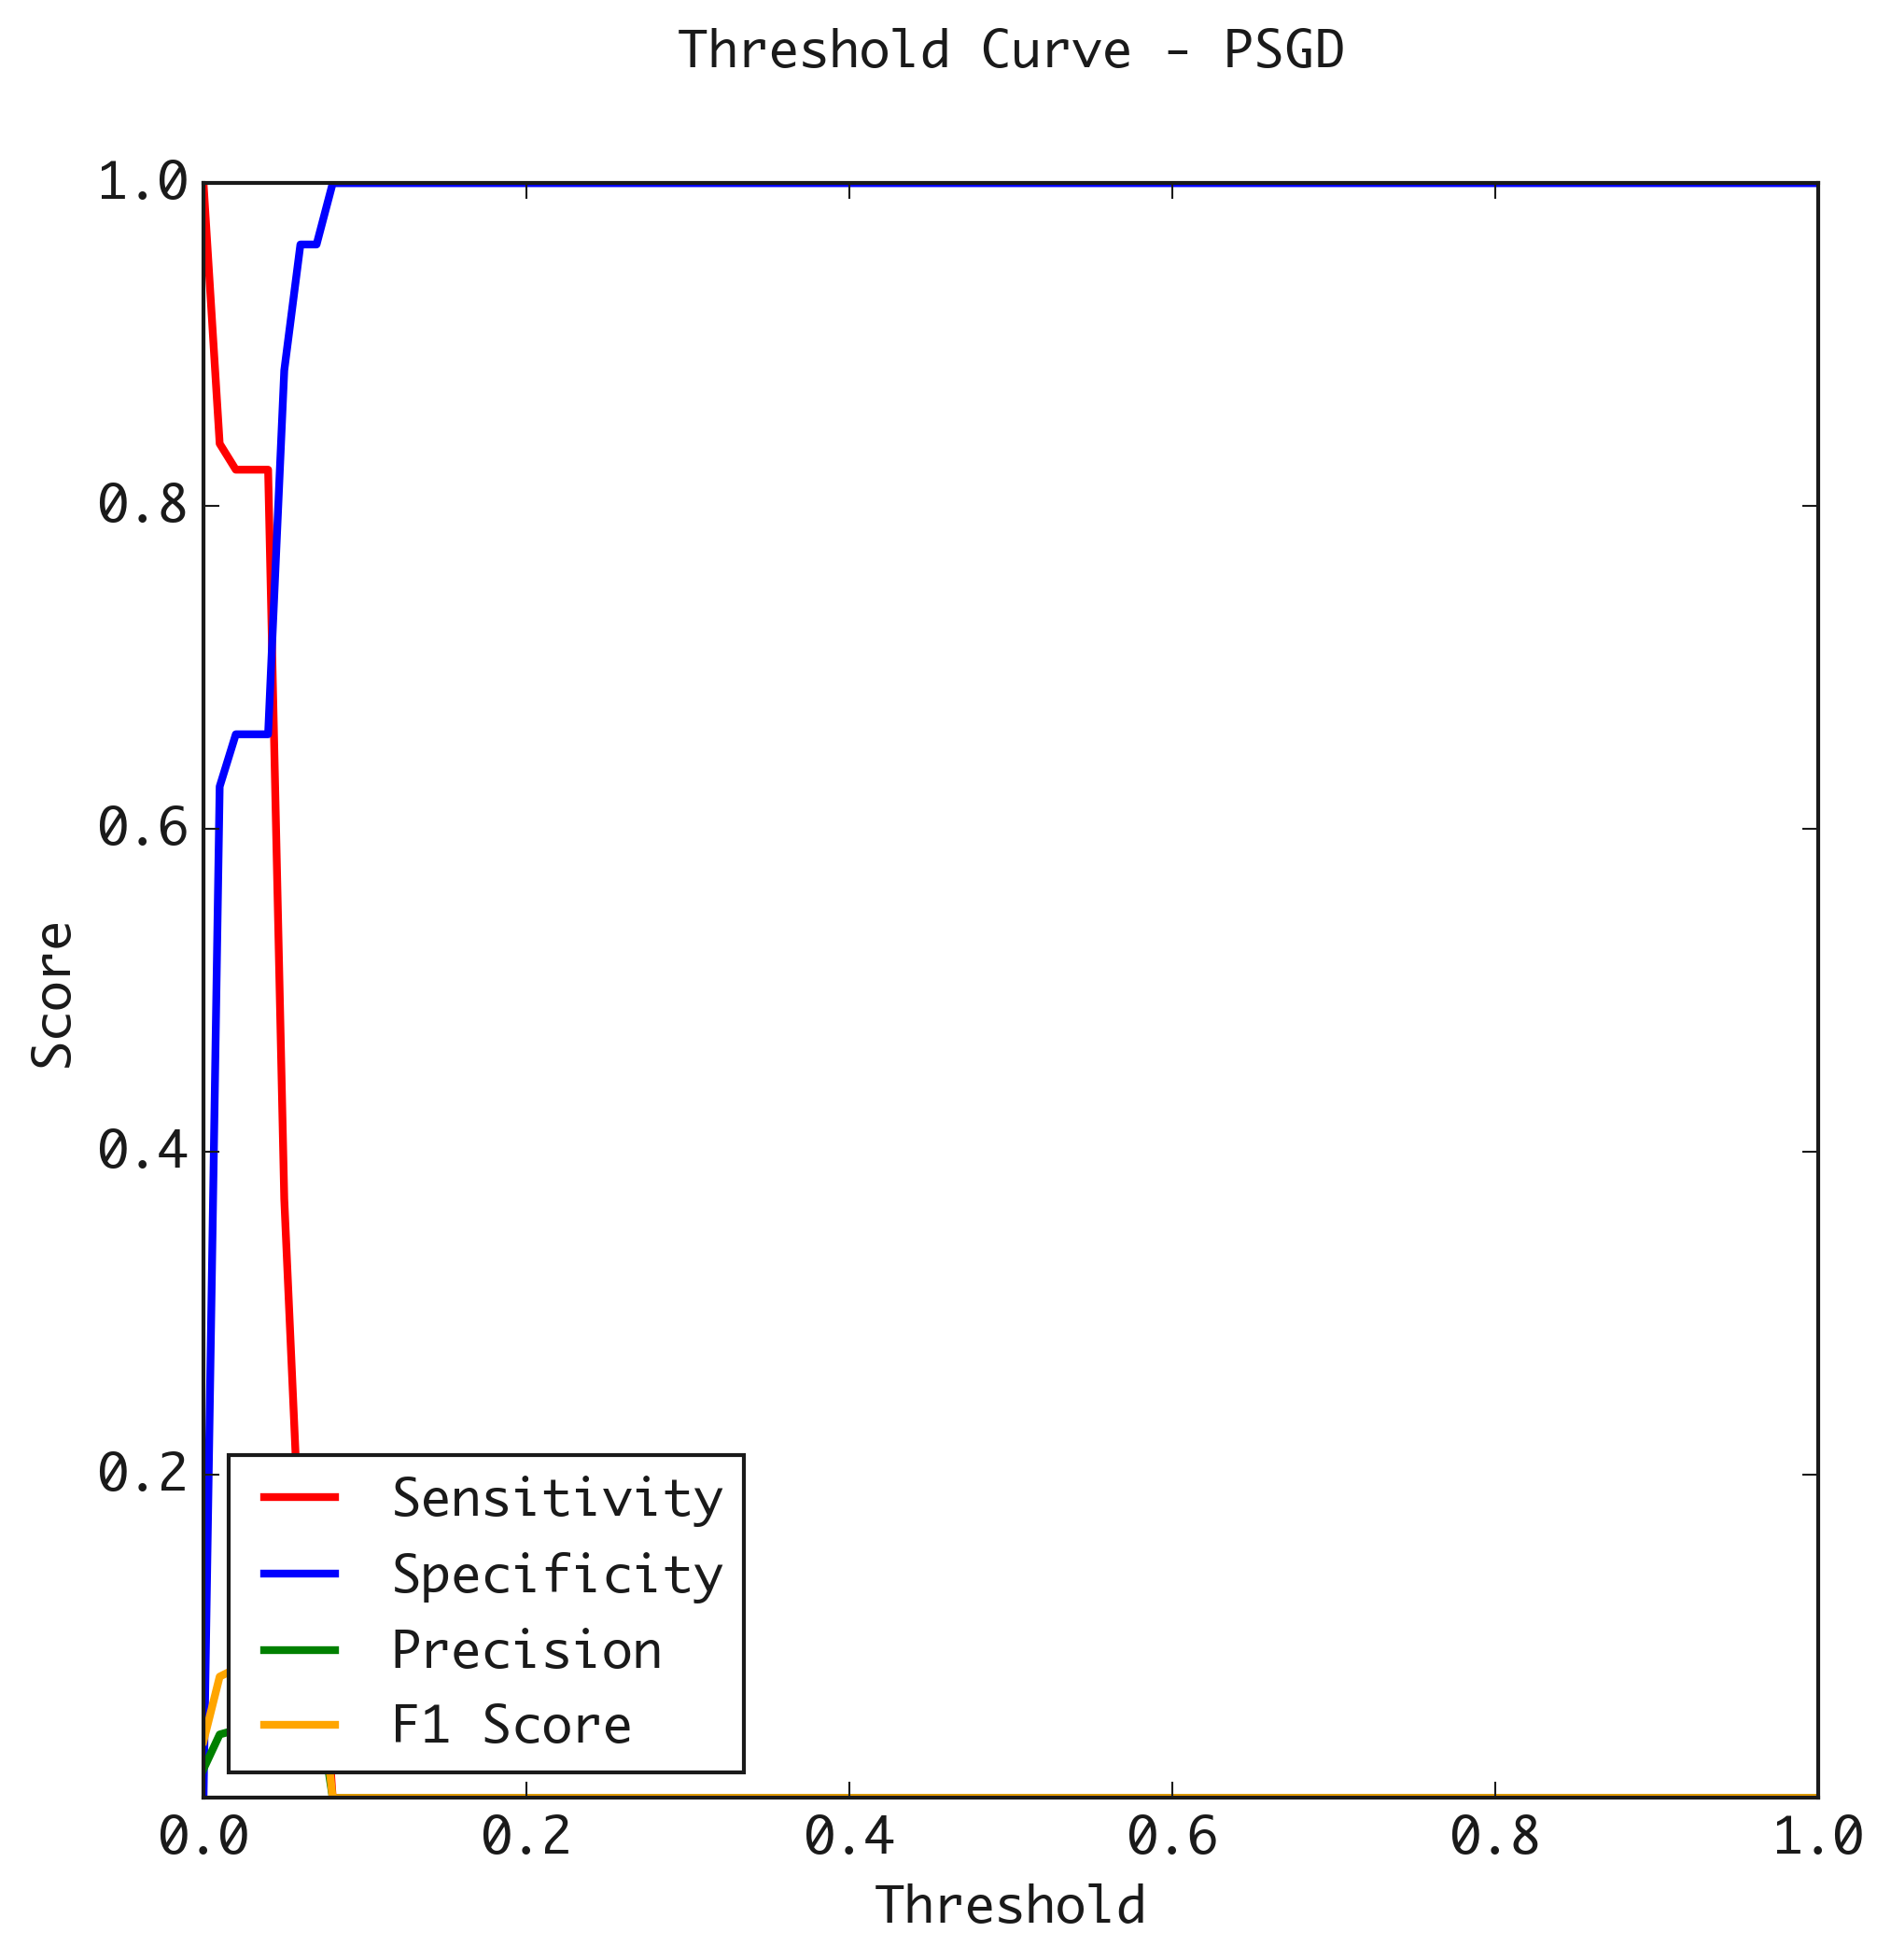 Threshold Curve - PSGD
1.0
0.8
0.6
0.4
0.2
Score
Sensitivity
Specificity
Precision
F1 Score
0.0 0.2 0.4 0.6 0.8 1.0
Threshold